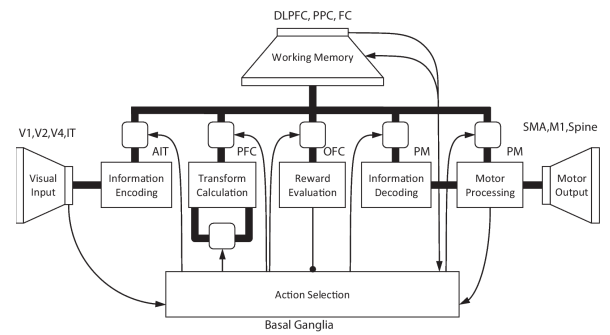 DLPFC, PPC, FC
Working Memory
V1,V2,V4,IT
SMA,M1,Spine
AIT
PFC
OFC
PM
PM
Visual
Input
Information
Encoding
Transform
Calculation
Reward
Evaluation
Information
Decoding
Motor
Processing
Motor
Output
Action Selection
Basal Ganglia